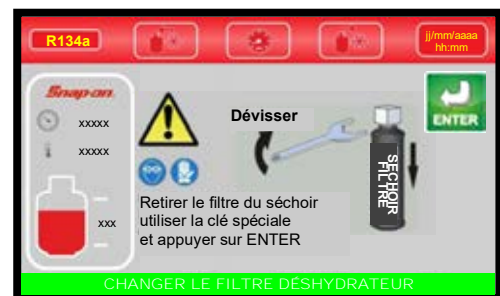 R134a
jj/mm/aaaa
hh:mm
Snap-on
xxxxx
xxxxx
xxx
Dévisser
SECHOIR
FILTRE
ENTER
Retirer le filtre du séchoir
utiliser la clé spéciale
et appuyer sur ENTER
CHANGER LE FILTRE DÉSHYDRATEUR